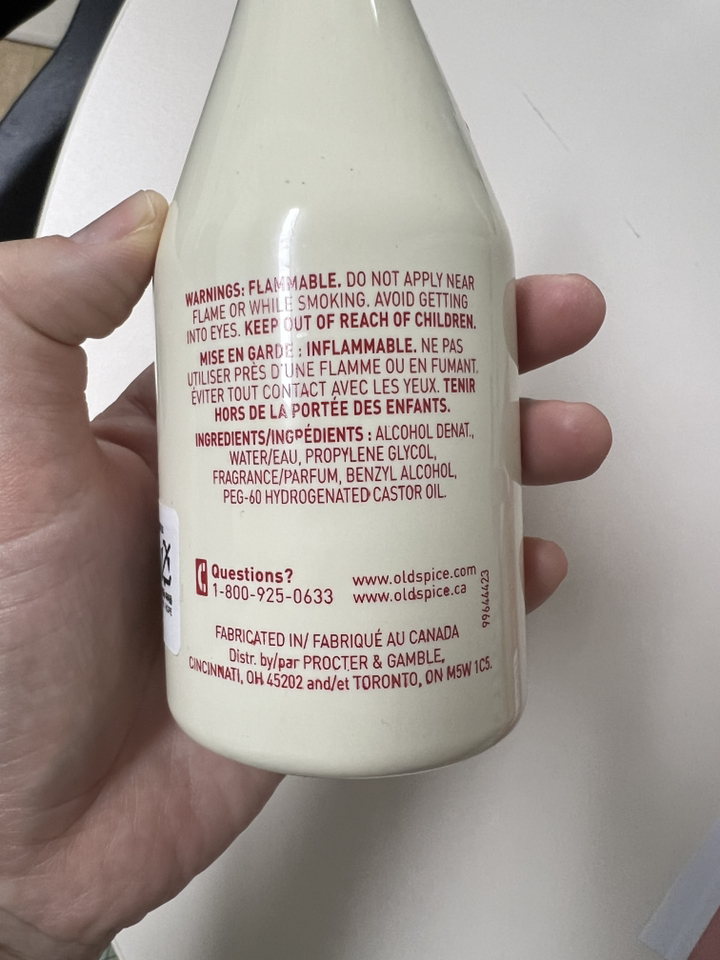 WARNINGS: FLAMMABLE. DO NOT APPLY NEAR
FLAME OR WHILE SMOKING. AVOID GETTING
INTO EYES. KEEP OUT OF REACH OF CHILDREN.
MISE EN GARDE : INFLAMMABLE. NE PAS
UTILISER PRÈS D'UNE FLAMME OU EN FUMANT.
ÉVITER TOUT CONTACT AVEC LES YEUX. TENIR
HORS DE LA PORTÉE DES ENFANTS.
INGREDIENTS/INGRÉDIENTS : ALCOHOL DENAT.,
WATER/EAU, PROPYLENE GLYCOL,
FRAGRANCE/PARFUM, BENZYL ALCOHOL,
PEG-60 HYDROGENATED CASTOR OIL.
Questions?
1-800-925-0633
www.oldspice.com
www.oldspice.ca
99644423
FABRICATED IN/ FABRIQUÉ AU CANADA
Distr. by/par PROCTER & GAMBLE,
CINCINNATI, OH 45202 and/et TORONTO, ON M5W 1C5.